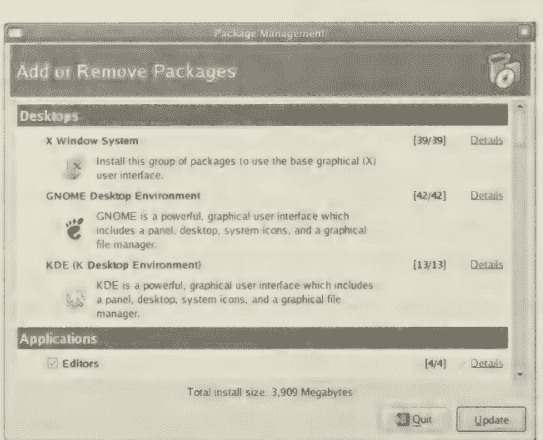 Package Management
Add or Remove Packages
Desktops
X Window System [39/39] Details
Install this group of packages to use the base graphical (X)
user interface.
GNOME Desktop Environment [42/42] Details
GNOME is a powerful, graphical user interface which
includes a panel, desktop, system icons, and a graphical
file manager.
KDE (K Desktop Environment) [13/13] Details
KDE is a powerful, graphical user interface which includes
a panel, desktop, system icons, and a graphical file
manager.
Applications
Editors [4/4] Details
Total install size: 3,909 Megabytes
Quit Update